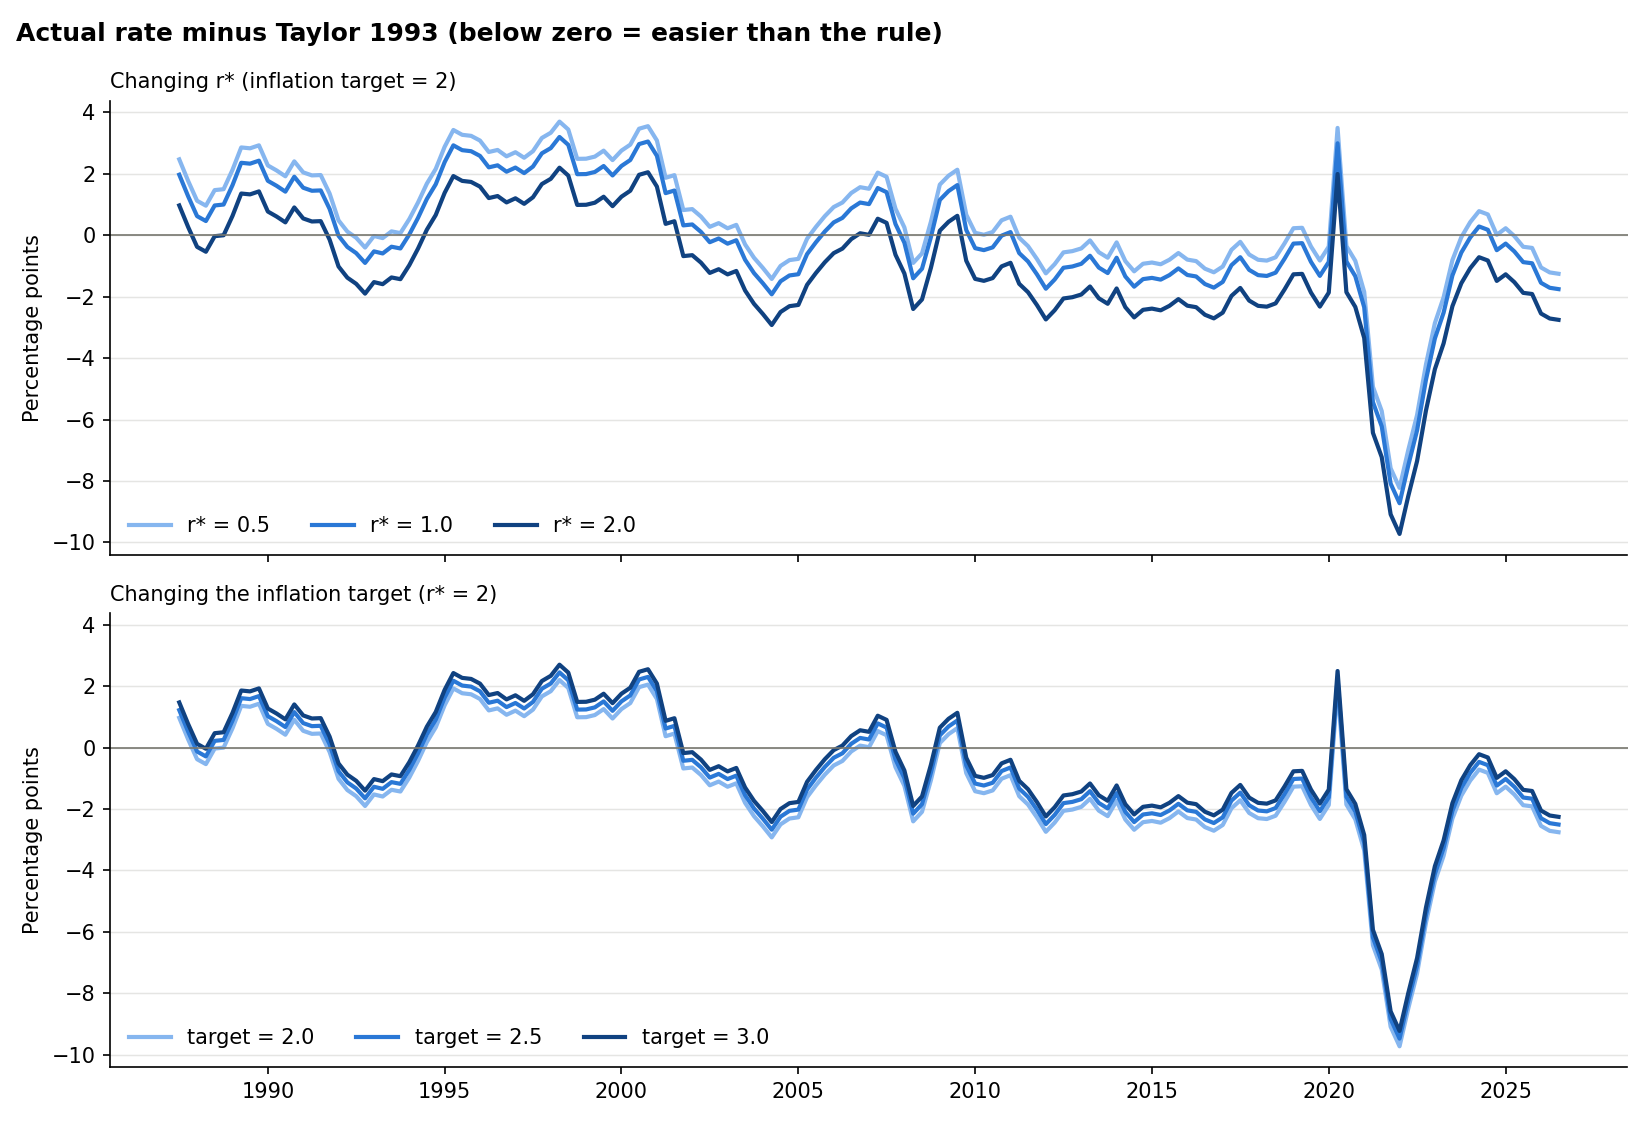 Actual rate minus Taylor 1993 (below zero = easier than the rule)
Changing r* (inflation target = 2)
Percentage points
4
2
0
−2
−4
−6
−8
−10
r* = 0.5 r* = 1.0 r* = 2.0
Changing the inflation target (r* = 2)
Percentage points
4
2
0
−2
−4
−6
−8
−10
target = 2.0 target = 2.5 target = 3.0
1990 1995 2000 2005 2010 2015 2020 2025